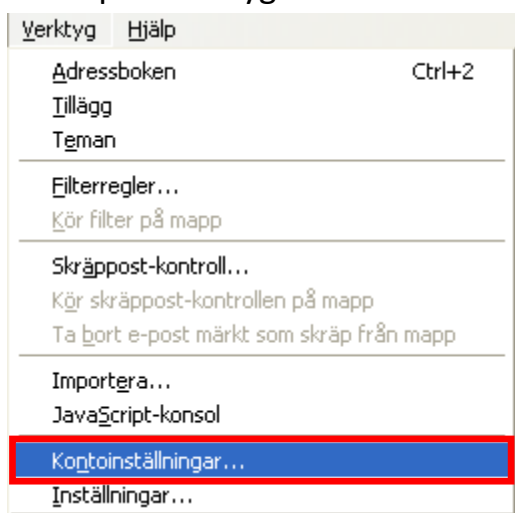 Verktyg Hjälp
Adressboken Ctrl+2
Tillägg
Teman
Filterregler...
Kör filter på mapp
Skräppost-kontroll...
Kör skräppost-kontrollen på mapp
Ta bort e-post märkt som skräp från mapp
Importera...
JavaScript-konsol
Kontoinställningar...
Inställningar...